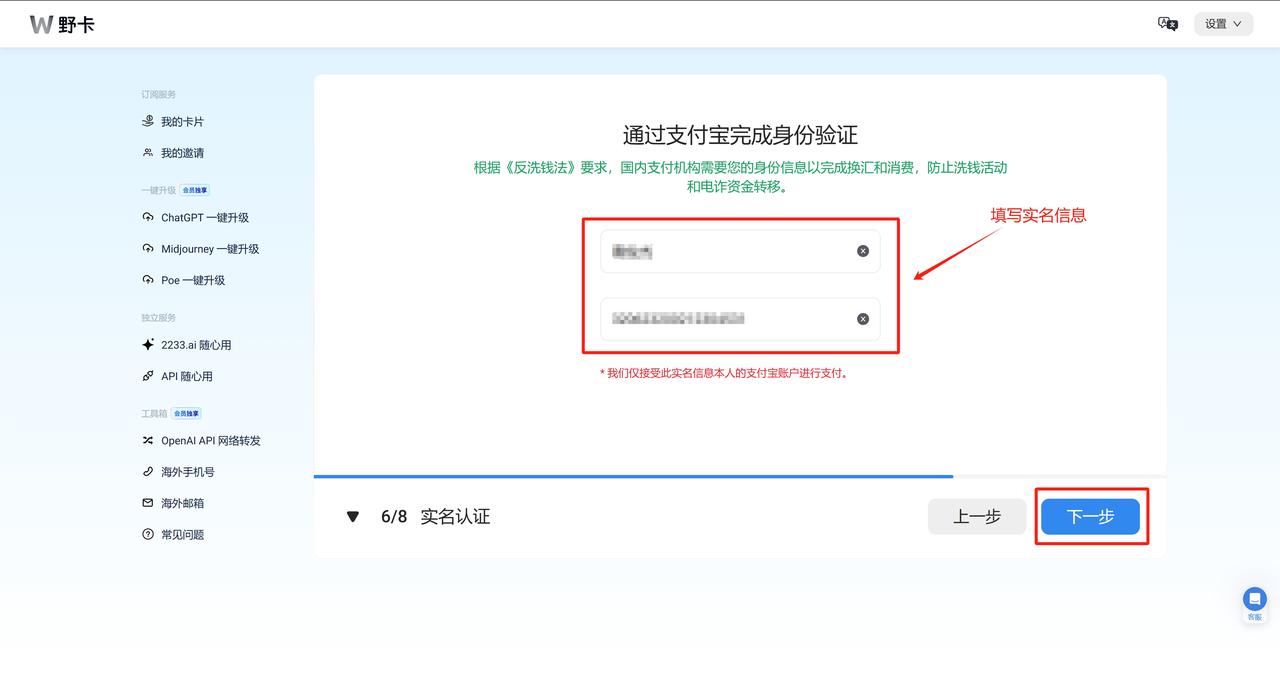 W 野卡
设置
订阅服务
我的卡片
我的邀请
一键升级 会员独享
ChatGPT 一键升级
Midjourney 一键升级
Poe 一键升级
独立服务
2233.ai 随心用
API 随心用
工具箱 会员独享
OpenAI API 网络转发
海外手机号
海外邮箱
常见问题
通过支付宝完成身份验证
根据《反洗钱法》要求，国内支付机构需要您的身份信息以完成换汇和消费，防止洗钱活动
和电诈资金转移。
填写实名信息
* 我们仅接受此实名信息本人的支付宝账户进行支付。
6/8 实名认证
上一步
下一步
客服